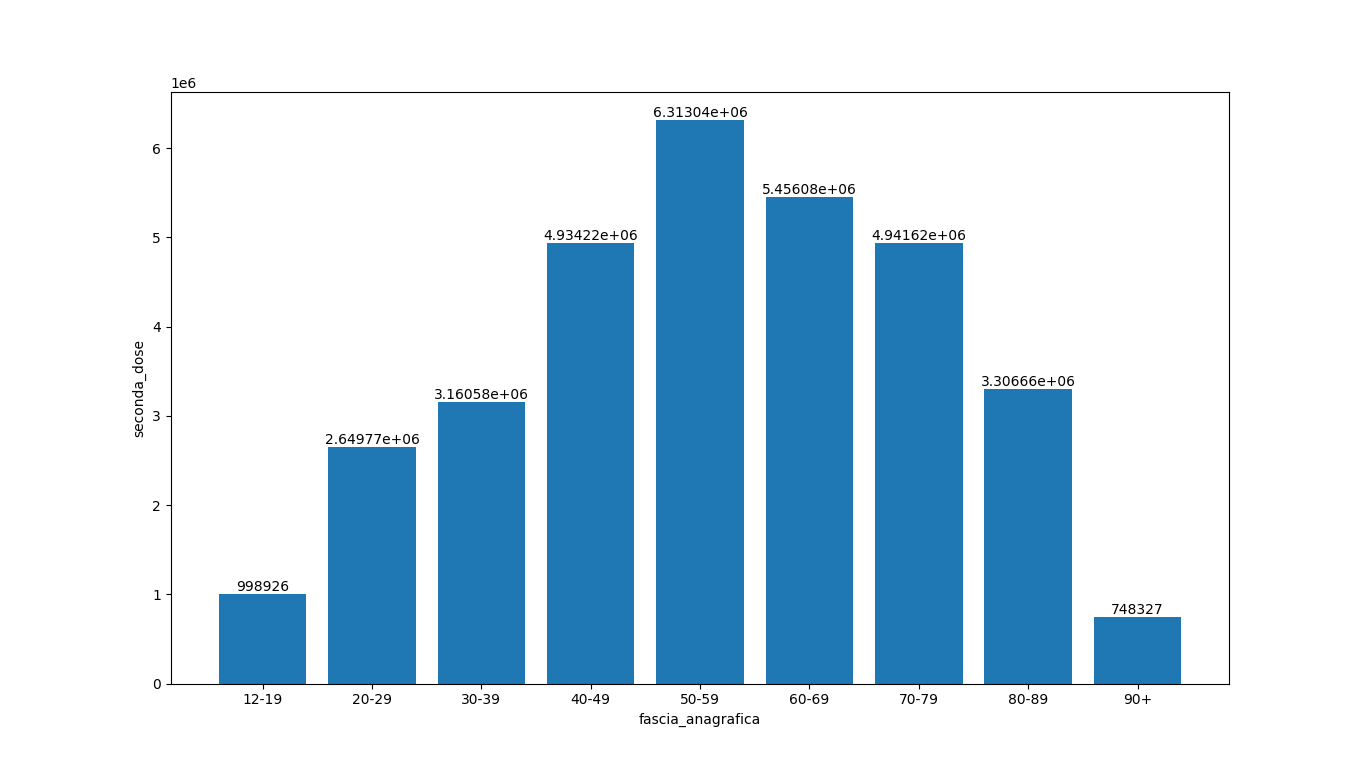 1e6
6.31304e+06
6
5.45608e+06
4.93422e+06
4.94162e+06
5
4
seconda_dose
3.30666e+06
3.16058e+06
3
2.64977e+06
2
998926
1
748327
0
12-19 20-29 30-39 40-49 50-59 60-69 70-79 80-89 90+
fascia_anagrafica